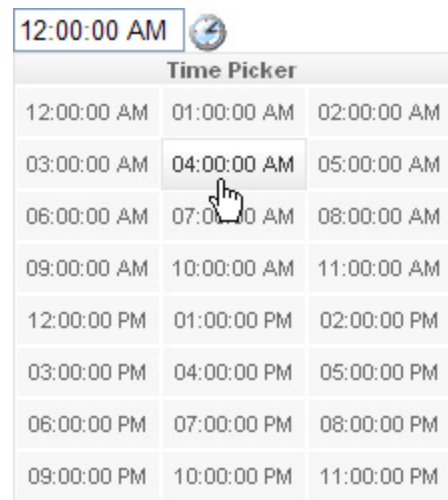 12:00:00 AM
Time Picker
12:00:00 AM 01:00:00 AM 02:00:00 AM
03:00:00 AM 04:00:00 AM 05:00:00 AM
06:00:00 AM 07:00:00 AM 08:00:00 AM
09:00:00 AM 10:00:00 AM 11:00:00 AM
12:00:00 PM 01:00:00 PM 02:00:00 PM
03:00:00 PM 04:00:00 PM 05:00:00 PM
06:00:00 PM 07:00:00 PM 08:00:00 PM
09:00:00 PM 10:00:00 PM 11:00:00 PM